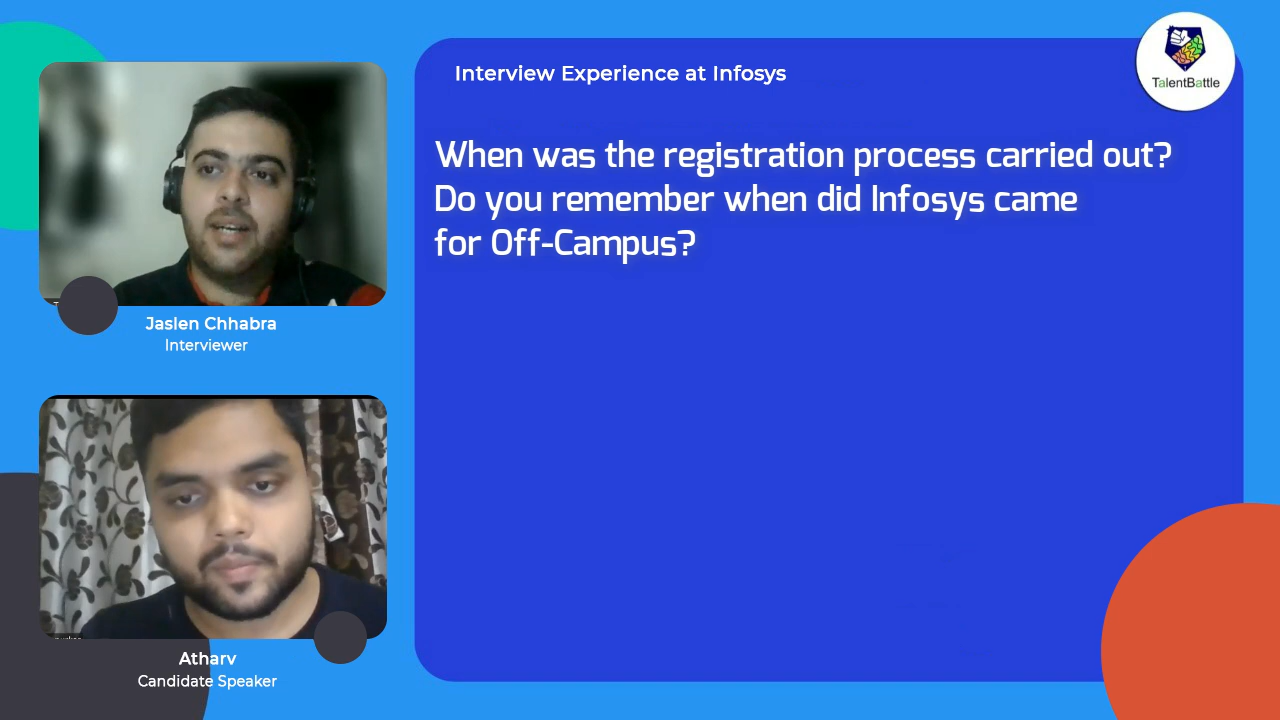 Interview Experience at Infosys
TalentBattle
When was the registration process carried out?
Do you remember when did Infosys came
for Off-Campus?
Jaslen Chhabra
Interviewer
Atharv
Candidate Speaker